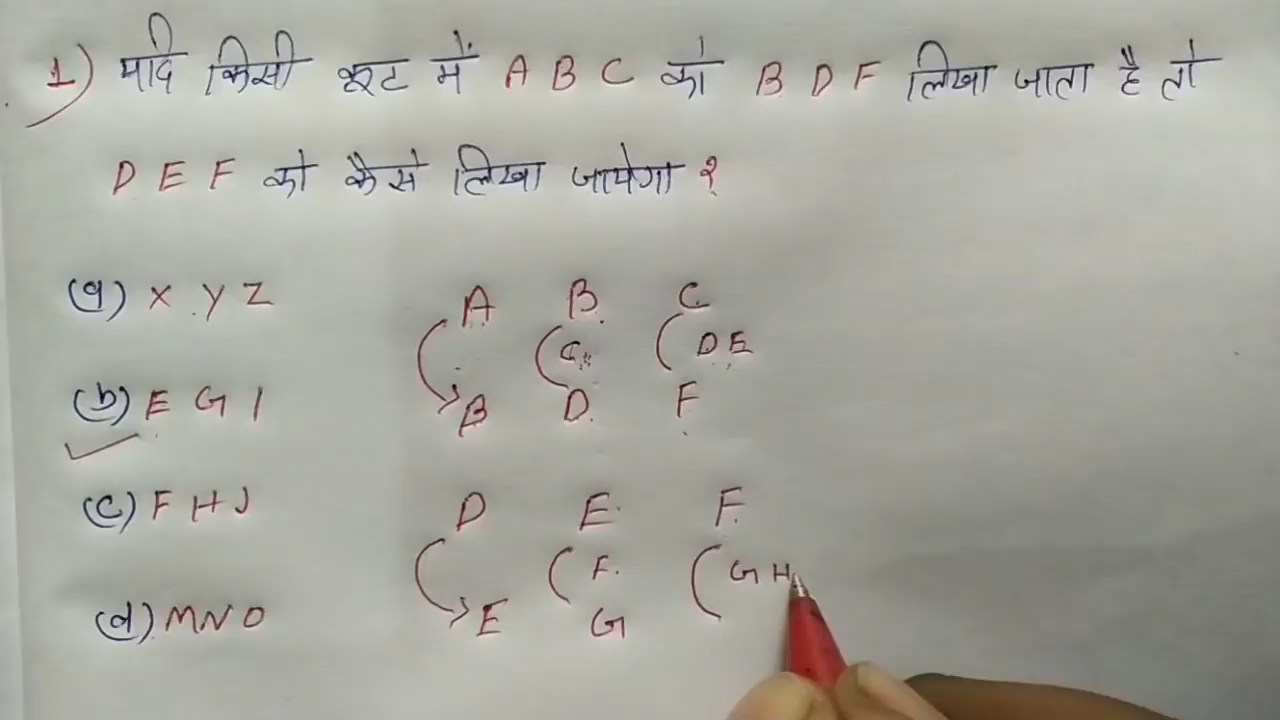 1) यदि किसी कूट में A B C को B D F लिखा जाता है तो
D E F को कैसे लिखा जायेगा ?
(a) X Y Z
(b) E G I
(c) F H J
(d) M N O
A B C
C D E
B D F
D E F
F G H
E G